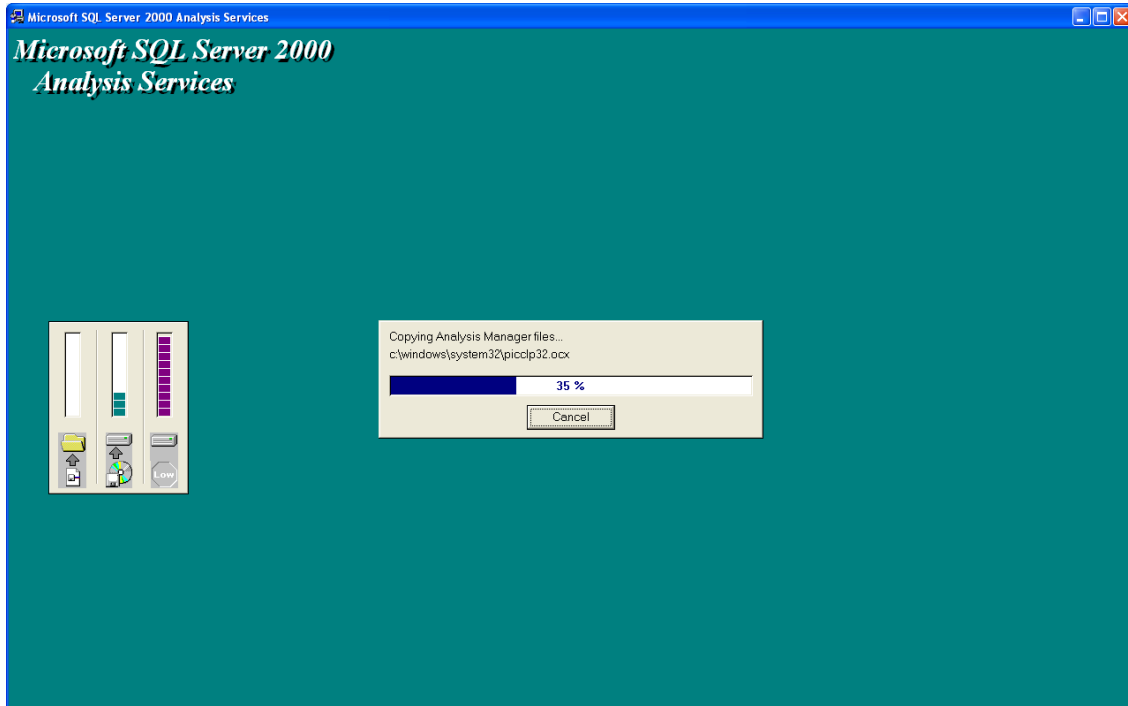 Microsoft SQL Server 2000 Analysis Services
Microsoft SQL Server 2000
Analysis Services
Copying Analysis Manager files...
c:\windows\system32\picclp32.ocx
35 %
Cancel
Low